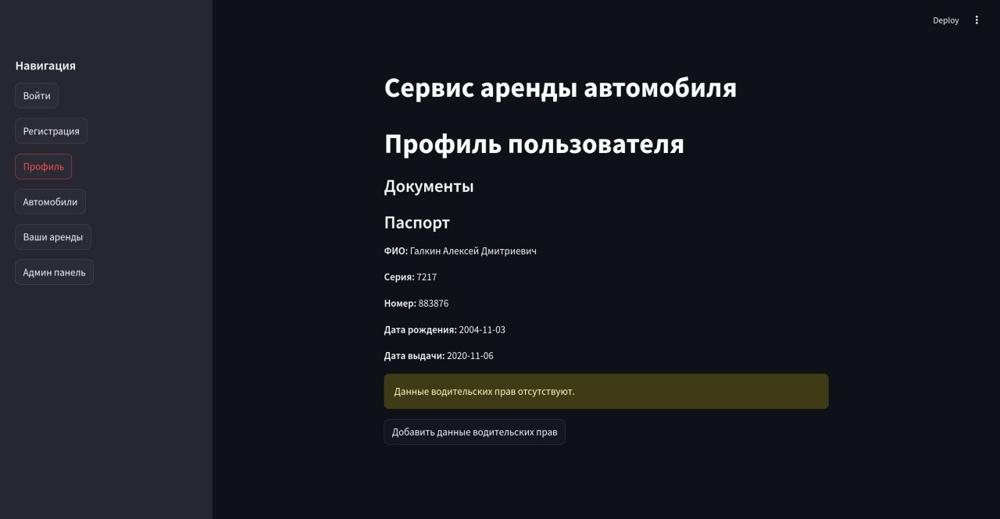 Deploy
Навигация
Войти
Регистрация
Профиль
Автомобили
Ваши аренды
Админ панель
Сервис аренды автомобиля
Профиль пользователя
Документы
Паспорт
ФИО: Галкин Алексей Дмитриевич
Серия: 7217
Номер: 883876
Дата рождения: 2004-11-03
Дата выдачи: 2020-11-06
Данные водительских прав отсутствуют.
Добавить данные водительских прав